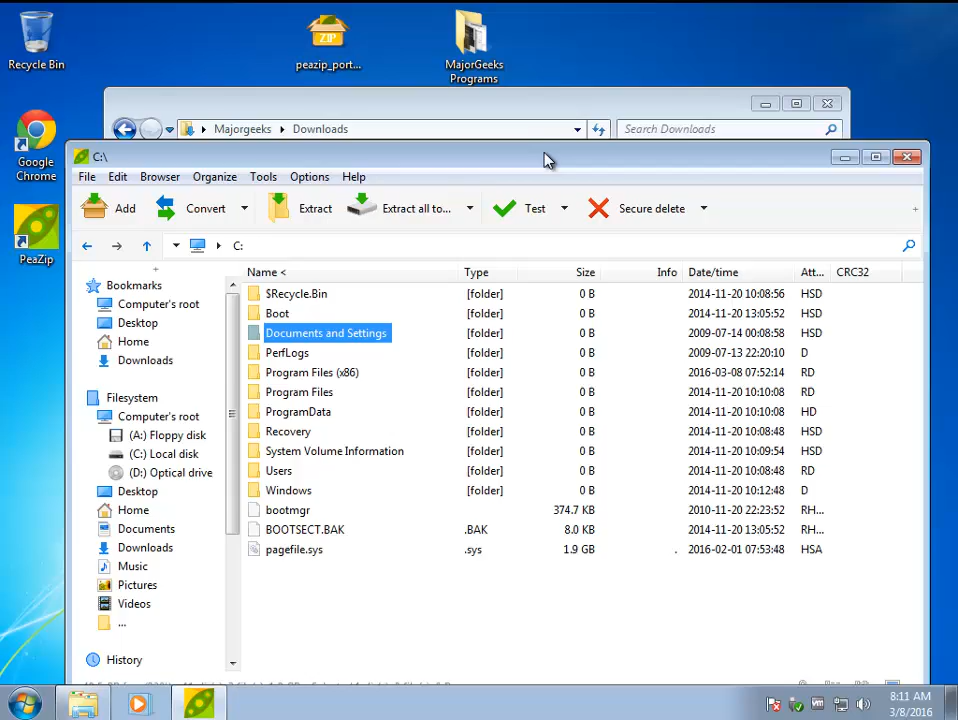 Recycle Bin
peazip_port...
MajorGeeks
Programs
Google
Chrome
PeaZip
Majorgeeks Downloads
Search Downloads
C:\
File Edit Browser Organize Tools Options Help
Add Convert Extract Extract all to... Test Secure delete +
C:
Name < Type Size Info Date/time Att... CRC32
Bookmarks
Computer's root
Desktop
Home
Downloads
Filesystem
Computer's root
(A:) Floppy disk
(C:) Local disk
(D:) Optical drive
Desktop
Home
Documents
Downloads
Music
Pictures
Videos
...
History
$Recycle.Bin [folder] 0 B 2014-11-20 10:08:56 HSD
Boot [folder] 0 B 2014-11-20 13:05:52 HSD
Documents and Settings [folder] 0 B 2009-07-14 00:08:58 HSD
PerfLogs [folder] 0 B 2009-07-13 22:20:10 D
Program Files (x86) [folder] 0 B 2016-03-08 07:52:14 RD
Program Files [folder] 0 B 2014-11-20 10:10:08 RD
ProgramData [folder] 0 B 2014-11-20 10:10:08 HD
Recovery [folder] 0 B 2014-11-20 10:08:48 HSD
System Volume Information [folder] 0 B 2014-11-20 10:09:54 HSD
Users [folder] 0 B 2014-11-20 10:08:48 RD
Windows [folder] 0 B 2014-11-20 10:12:48 D
bootmgr 374.7 KB 2010-11-20 22:23:52 RH...
BOOTSECT.BAK .BAK 8.0 KB 2014-11-20 13:05:52 RH...
pagefile.sys .sys 1.9 GB . 2016-02-01 07:53:48 HSA
8:11 AM
3/8/2016